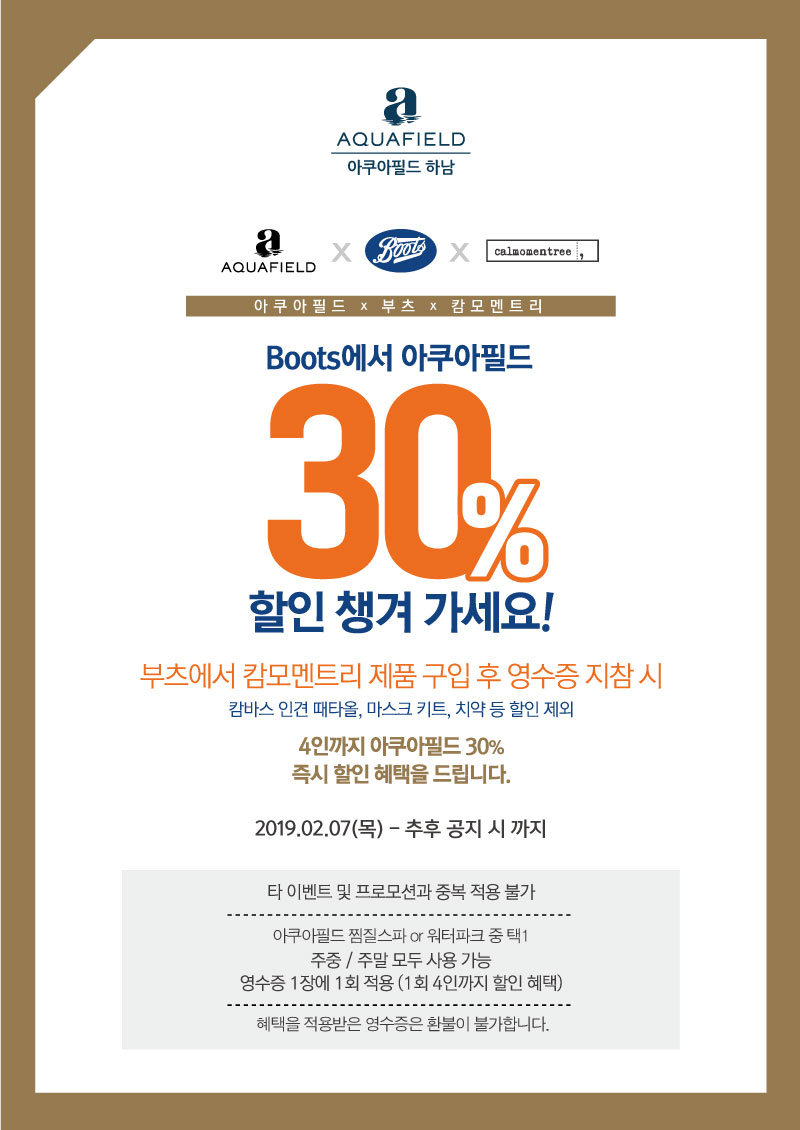 a
AQUAFIELD
아쿠아필드 하남
a
AQUAFIELD
x
Boots
x
calmomentree,
아쿠아필드 x 부츠 x 캄모멘트리
Boots에서 아쿠아필드
30%
할인 챙겨 가세요!
부츠에서 캄모멘트리 제품 구입 후 영수증 지참 시
캄바스 인견 때타올, 마스크 키트, 치약 등 할인 제외
4인까지 아쿠아필드 30%
즉시 할인 혜택을 드립니다.
2019.02.07(목) – 추후 공지 시 까지
타 이벤트 및 프로모션과 중복 적용 불가
아쿠아필드 찜질스파 or 워터파크 중 택1
주중 / 주말 모두 사용 가능
영수증 1장에 1회 적용 (1회 4인까지 할인 혜택)
혜택을 적용받은 영수증은 환불이 불가합니다.